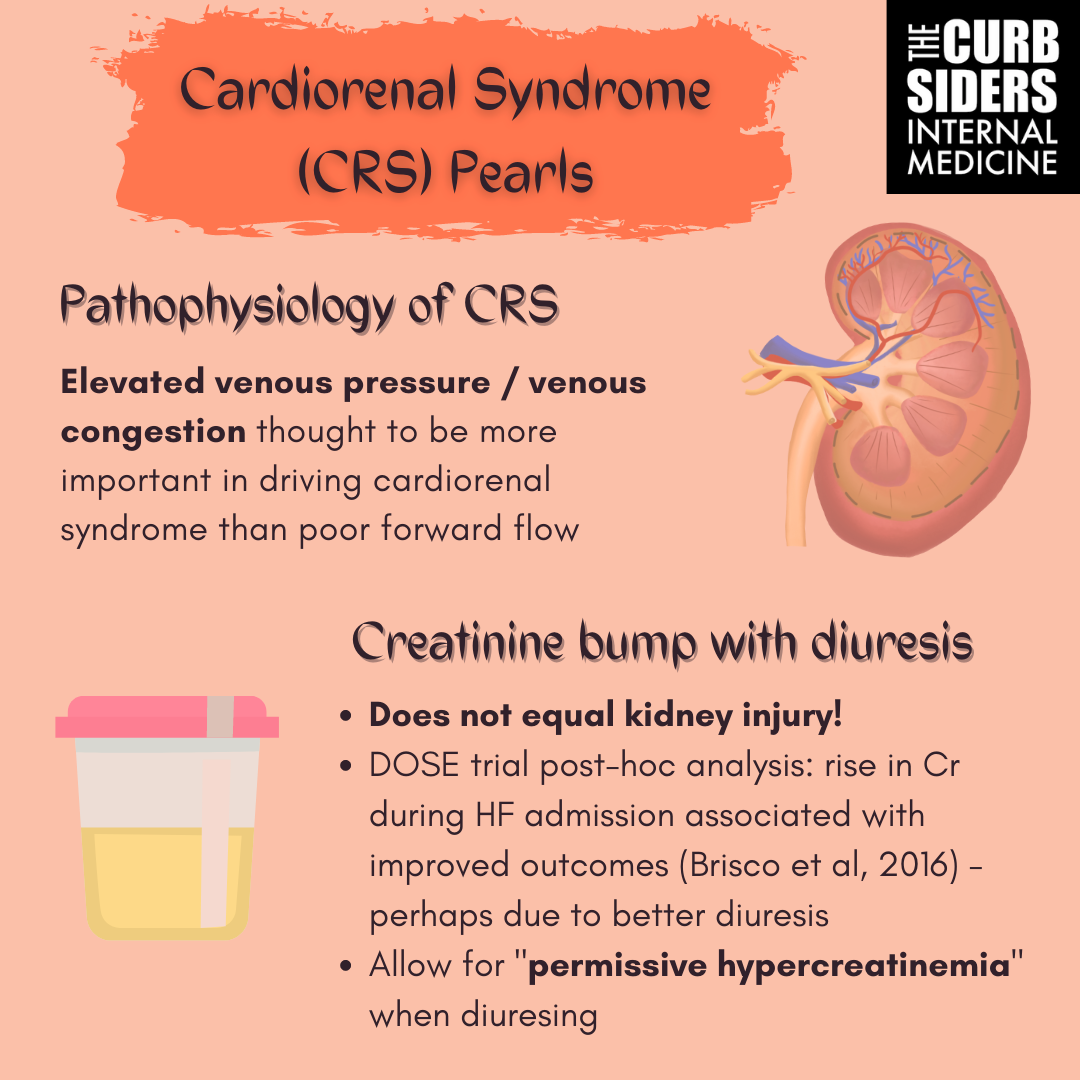 Cardiorenal Syndrome
(CRS) Pearls
THE CURB
SIDERS
INTERNAL
MEDICINE
Pathophysiology of CRS
Elevated venous pressure / venous
congestion thought to be more
important in driving cardiorenal
syndrome than poor forward flow
Creatinine bump with diuresis
• Does not equal kidney injury!
• DOSE trial post-hoc analysis: rise in Cr
during HF admission associated with
improved outcomes (Brisco et al, 2016) -
perhaps due to better diuresis
• Allow for "permissive hypercreatinemia"
when diuresing